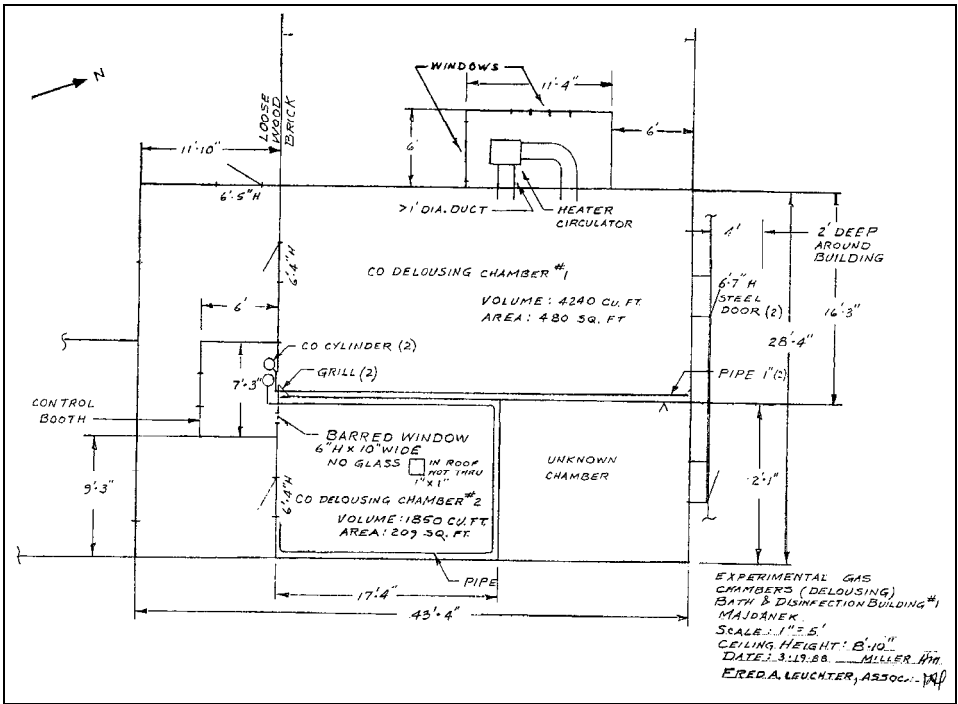 WINDOWS
11'-4"
N
LOOSE
WOOD
BRICK
6'
6'
11'-10"
6'-5"H
>1' DIA. DUCT
HEATER
CIRCULATOR
4'
2' DEEP
AROUND
BUILDING
6'-4"H
CO DELOUSING CHAMBER #1
VOLUME: 4240 CU. FT.
AREA: 480 SQ. FT
6'-7" H
STEEL
DOOR (2)
16'-3"
28'-4"
6'
CO CYLINDER (2)
GRILL (2)
PIPE 1" (2)
7'-3"
CONTROL
BOOTH
BARRED WINDOW
6"H X 10" WIDE
NO GLASS
IN ROOF
NOT THRU
1"X1"
UNKNOWN
CHAMBER
9'-3"
6'-4"H
CO DELOUSING CHAMBER #2
VOLUME: 1850 CU. FT.
AREA: 209 SQ. FT.
12'-1"
PIPE
17'-4"
43'-4"
EXPERIMENTAL GAS
CHAMBERS (DELOUSING)
BATH & DISINFECTION BUILDING #1
MAJDANEK
SCALE: 1" = 5'
CEILING HEIGHT: 8'-10"
DATE: 3-19-88 MILLER
FRED A. LEUCHTER, ASSOC.